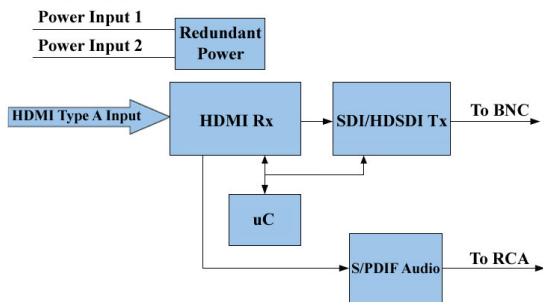 Power Input 1
Power Input 2
Redundant
Power
HDMI Type A Input
HDMI Rx
SDI/HDSDI Tx
To BNC
uC
S/PDIF Audio
To RCA